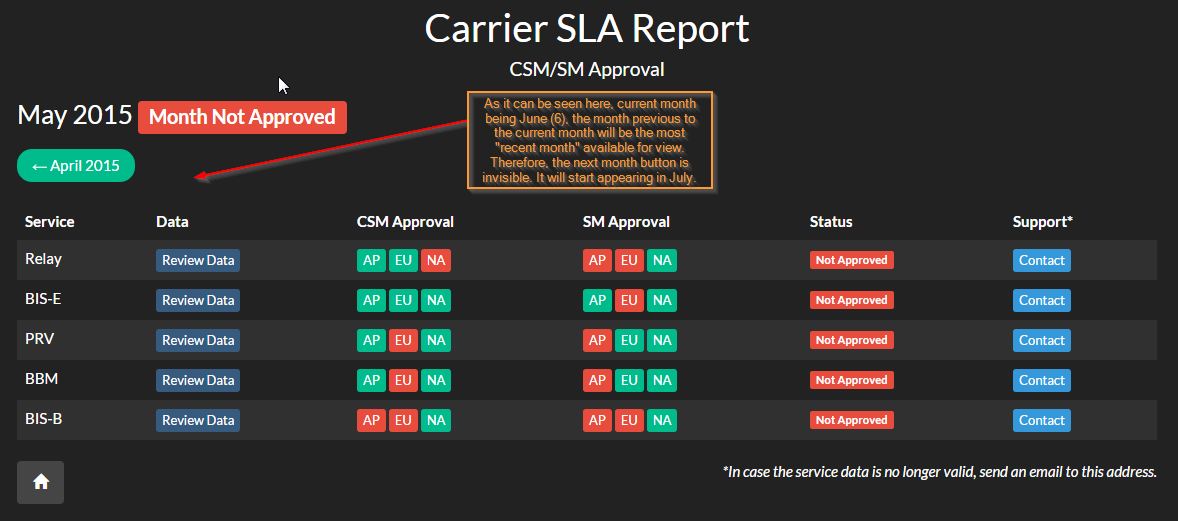 Carrier SLA Report
CSM/SM Approval
May 2015 Month Not Approved
As it can be seen here, current month
being June (6), the month previous to
the current month will be the most
"recent month" available for view.
Therefore, the next month button is
invisible. It will start appearing in July.
← April 2015
Service Data CSM Approval SM Approval Status Support*
Relay Review Data AP EU NA AP EU NA Not Approved Contact
BIS-E Review Data AP EU NA AP EU NA Not Approved Contact
PRV Review Data AP EU NA AP EU NA Not Approved Contact
BBM Review Data AP EU NA AP EU NA Not Approved Contact
BIS-B Review Data AP EU NA AP EU NA Not Approved Contact
*In case the service data is no longer valid, send an email to this address.